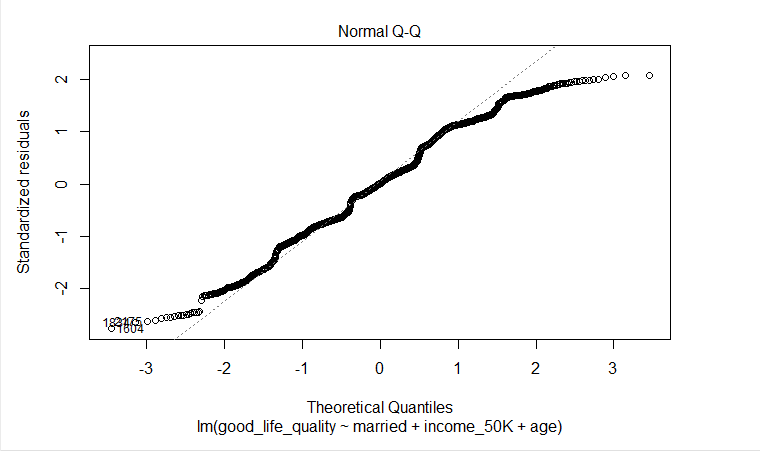 Normal Q-Q
Standardized residuals
2
1
0
-1
-2
1604
-3 -2 -1 0 1 2 3
Theoretical Quantiles
lm(good_life_quality ~ married + income_50K + age)